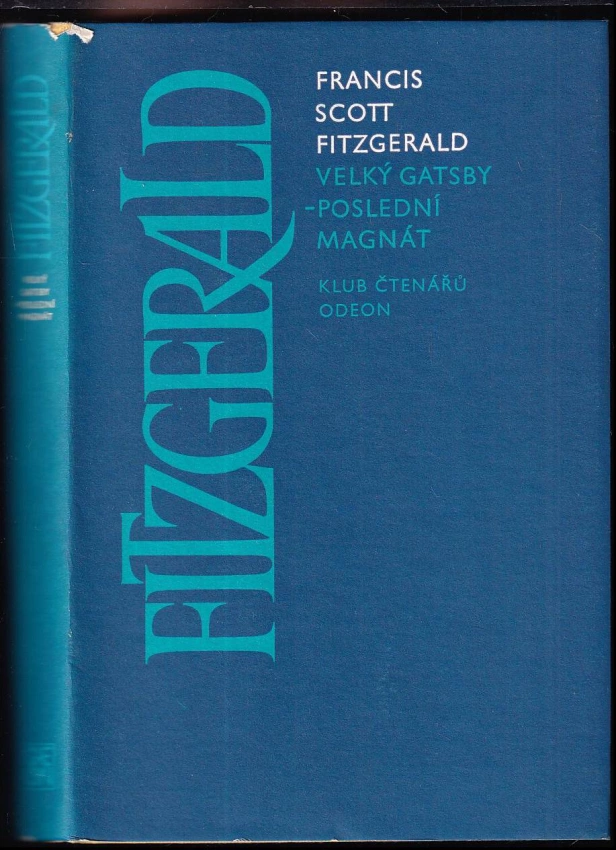 FITZGERALD
FITZGERALD
FRANCIS
SCOTT
FITZGERALD
VELKÝ GATSBY
-POSLEDNÍ
MAGNÁT
KLUB ČTENÁŘŮ
ODEON